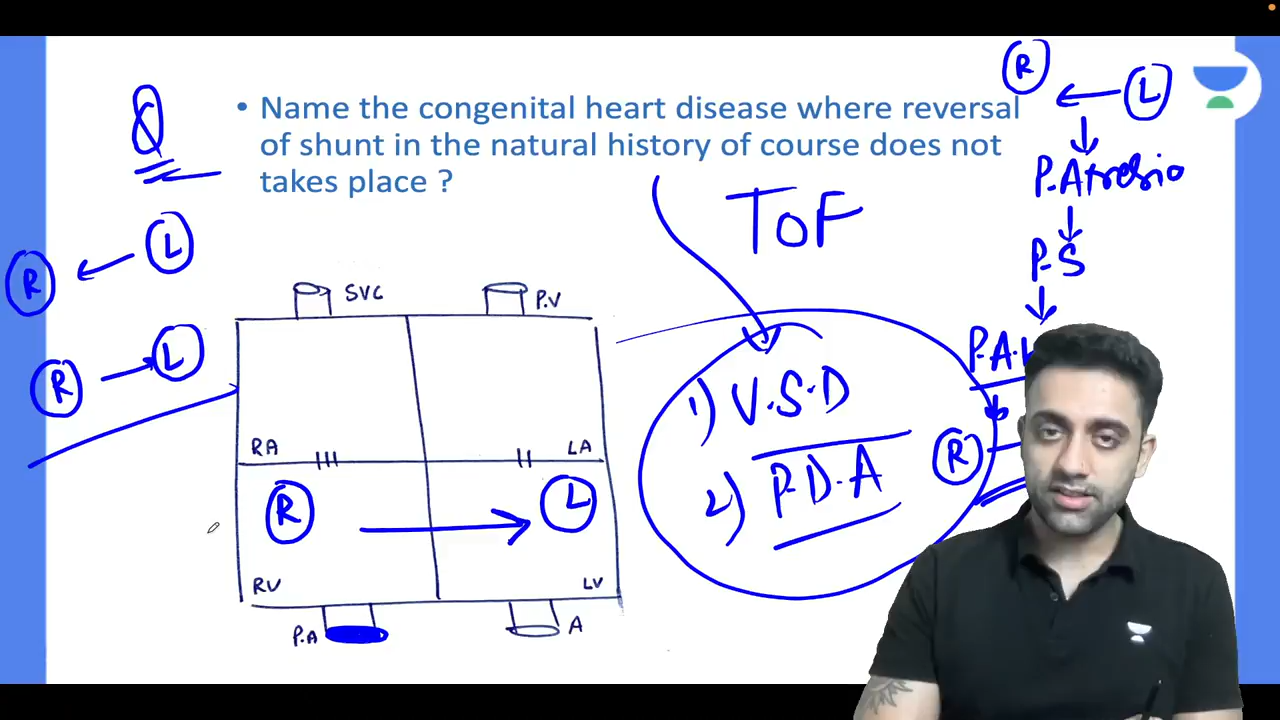 Q
• Name the congenital heart disease where reversal
of shunt in the natural history of course does not
takes place ?
R ← L
↓
P.Atresia
↓
P.S
↓
ToF
R ← L
R → L
SVC
P.V
RA
LA
R → L
RV
LV
P.A
A
1) V.S.D
2) P.D.A
R